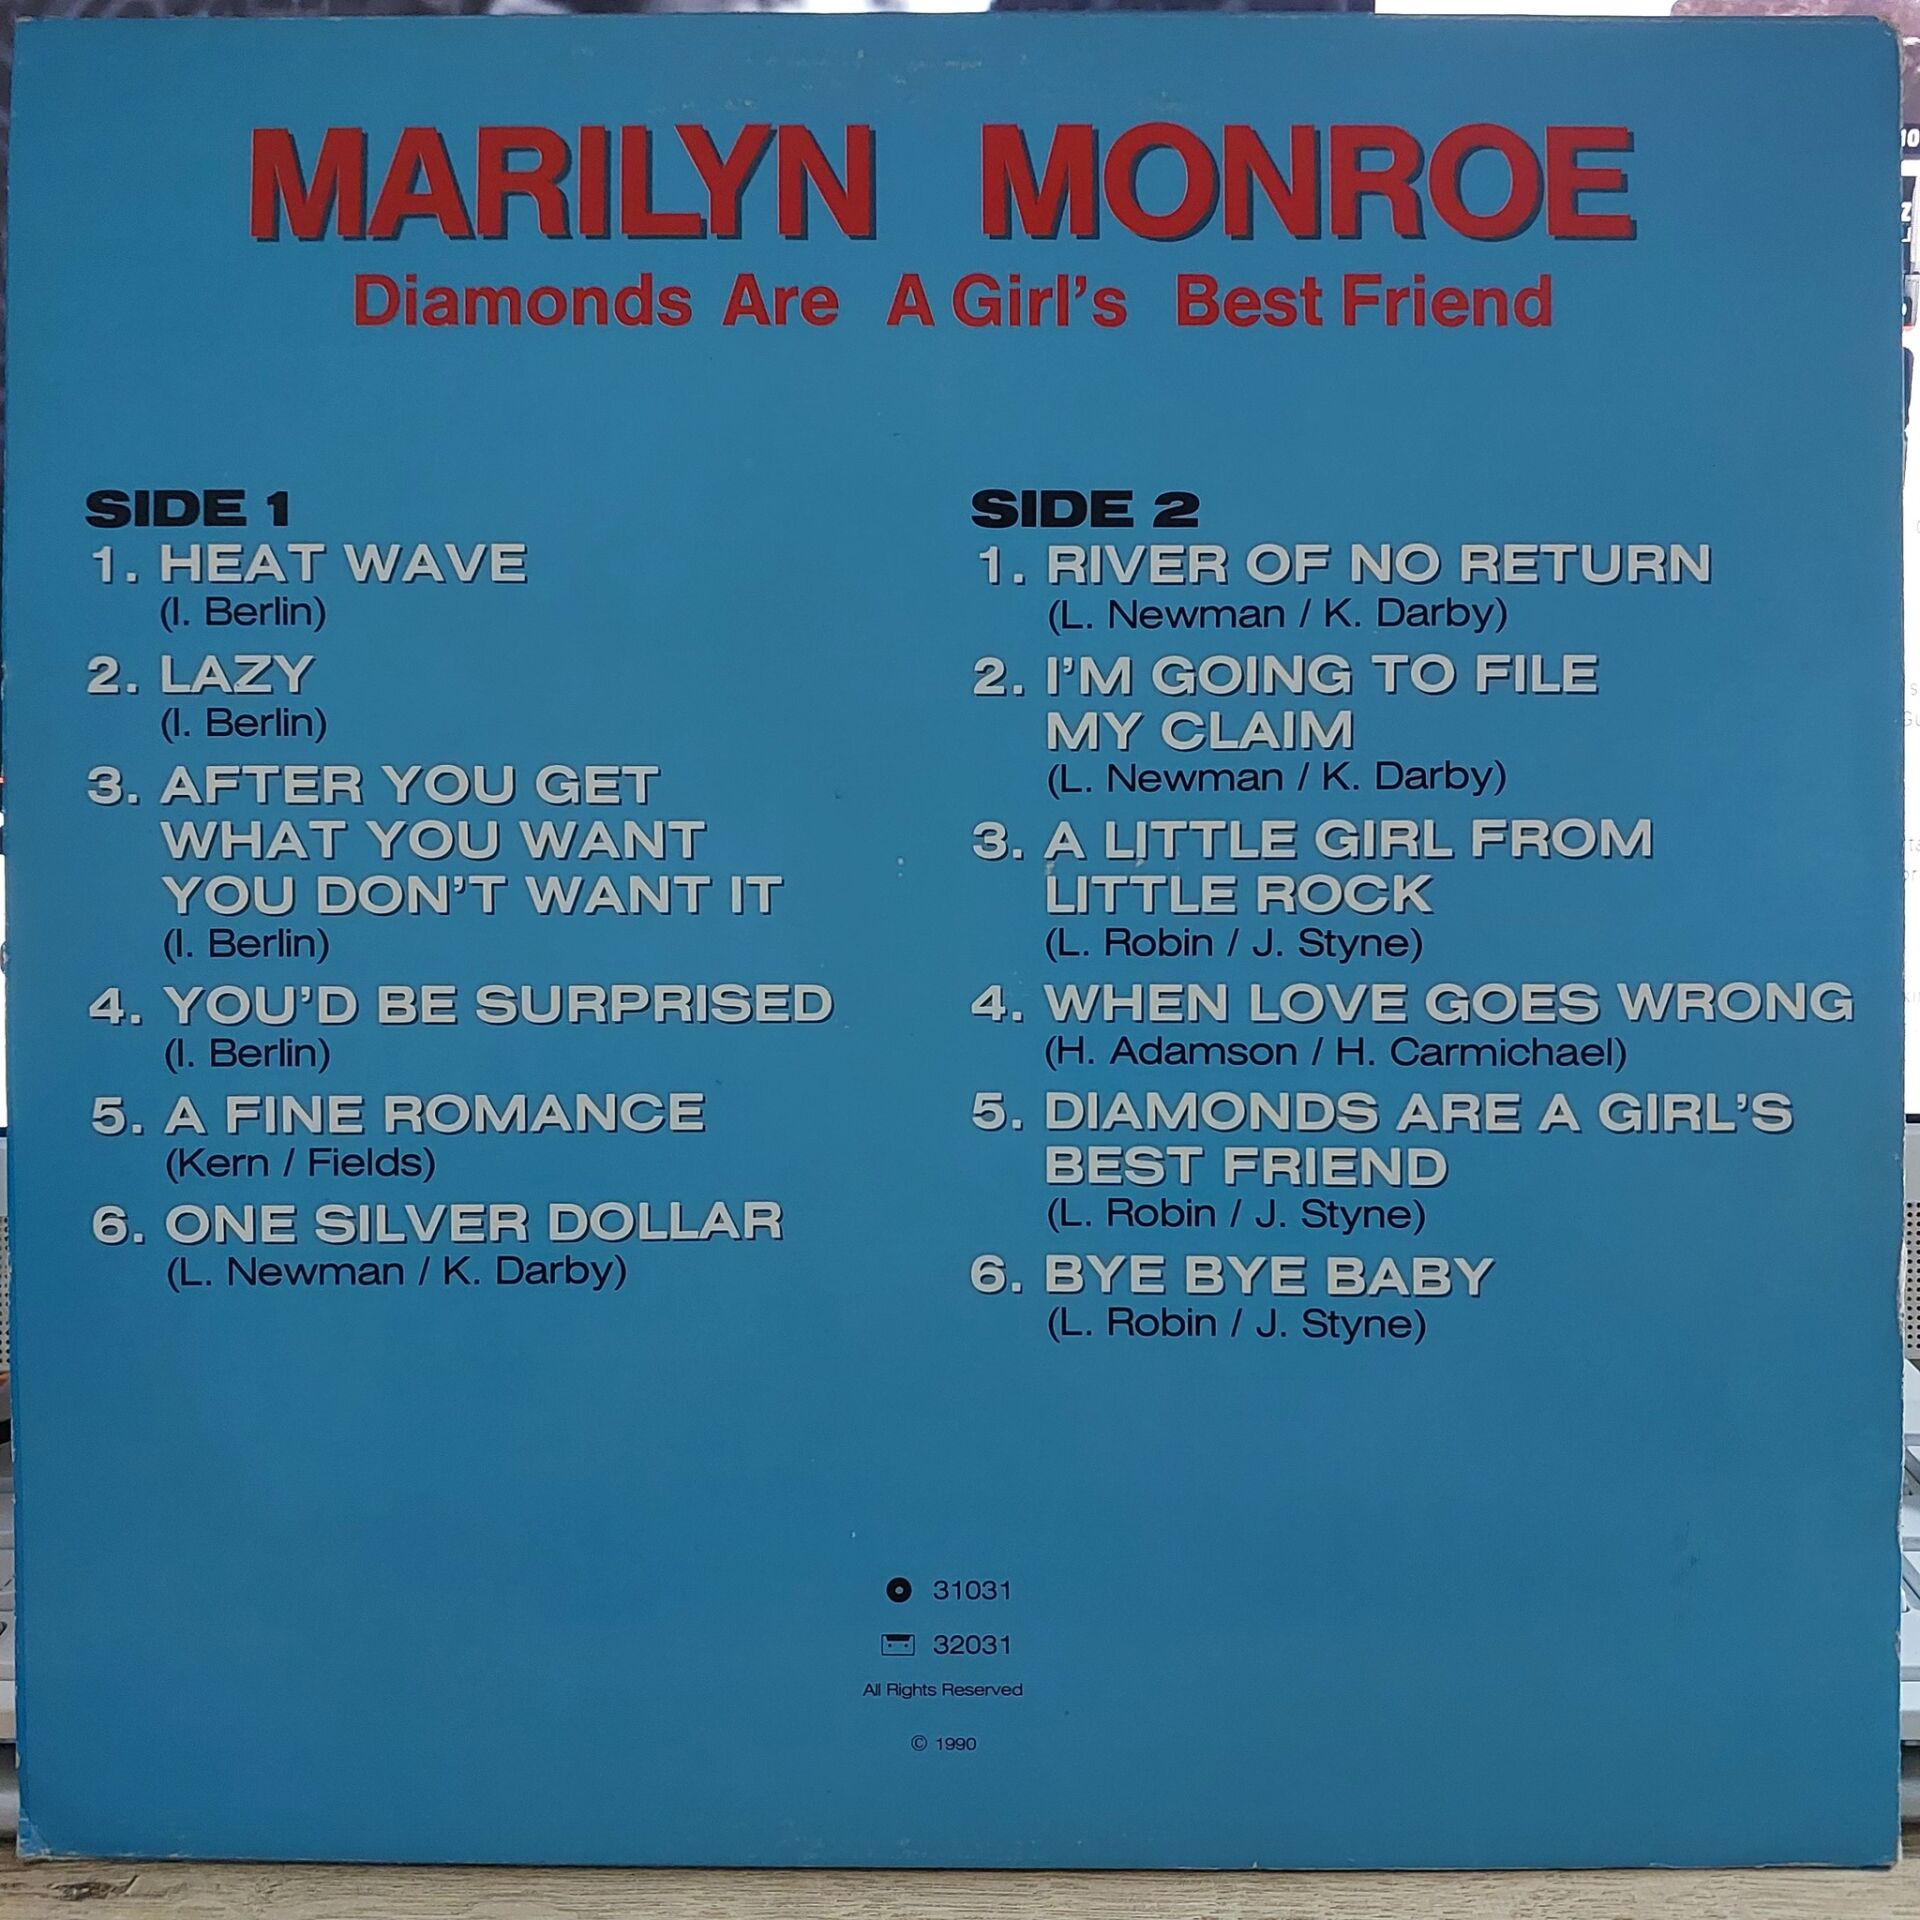 MARILYN MONROE
Diamonds Are A Girl's Best Friend
SIDE 1
1. HEAT WAVE
(I. Berlin)
2. LAZY
(I. Berlin)
3. AFTER YOU GET
WHAT YOU WANT
YOU DON'T WANT IT
(I. Berlin)
4. YOU'D BE SURPRISED
(I. Berlin)
5. A FINE ROMANCE
(Kern / Fields)
6. ONE SILVER DOLLAR
(L. Newman / K. Darby)
SIDE 2
1. RIVER OF NO RETURN
(L. Newman / K. Darby)
2. I'M GOING TO FILE
MY CLAIM
(L. Newman / K. Darby)
3. A LITTLE GIRL FROM
LITTLE ROCK
(L. Robin / J. Styne)
4. WHEN LOVE GOES WRONG
(H. Adamson / H. Carmichael)
5. DIAMONDS ARE A GIRL'S
BEST FRIEND
(L. Robin / J. Styne)
6. BYE BYE BABY
(L. Robin / J. Styne)
31031
32031
All Rights Reserved
© 1990